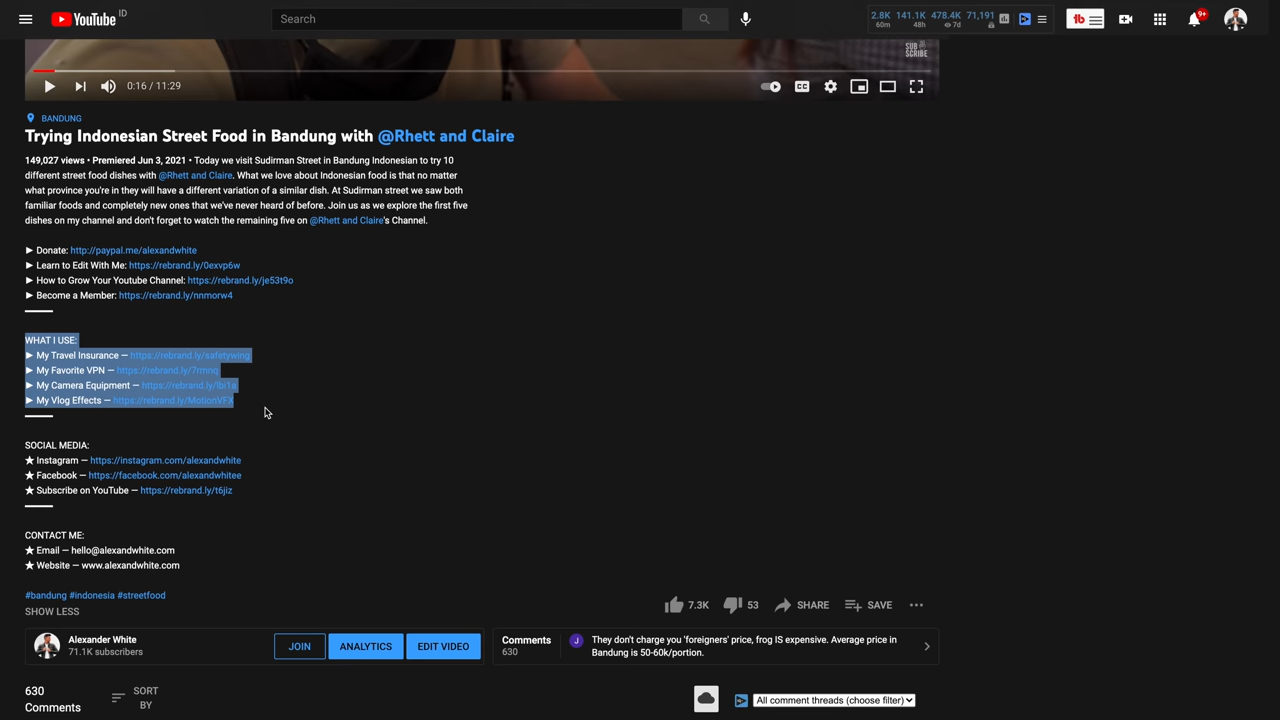 YouTube ID
Search
2.8K 141.1K 478.4K 71,191
60m 48h 7d
tb
9+
SUB
SCRIBE
0:16 / 11:29
CC
BANDUNG
Trying Indonesian Street Food in Bandung with @Rhett and Claire
149,027 views • Premiered Jun 3, 2021 • Today we visit Sudirman Street in Bandung Indonesian to try 10
different street food dishes with @Rhett and Claire. What we love about Indonesian food is that no matter
what province you're in they will have a different variation of a similar dish. At Sudirman street we saw both
familiar foods and completely new ones that we've never heard of before. Join us as we explore the first five
dishes on my channel and don't forget to watch the remaining five on @Rhett and Claire's Channel.
► Donate: http://paypal.me/alexandwhite
► Learn to Edit With Me: https://rebrand.ly/0exvp6w
► How to Grow Your Youtube Channel: https://rebrand.ly/je53t9o
► Become a Member: https://rebrand.ly/nnmorw4
WHAT I USE:
► My Travel Insurance — https://rebrand.ly/safetywing
► My Favorite VPN — https://rebrand.ly/7rmnq
► My Camera Equipment — https://rebrand.ly/lbi1a
► My Vlog Effects — https://rebrand.ly/MotionVFX
SOCIAL MEDIA:
★ Instagram — https://instagram.com/alexandwhite
★ Facebook — https://facebook.com/alexandwhitee
★ Subscribe on YouTube — https://rebrand.ly/t6jiz
CONTACT ME:
★ Email — hello@alexandwhite.com
★ Website — www.alexandwhite.com
#bandung #indonesia #streetfood
SHOW LESS
7.3K 53 SHARE SAVE
Alexander White
71.1K subscribers
JOIN ANALYTICS EDIT VIDEO
Comments
630
J
They don't charge you 'foreigners' price, frog IS expensive. Average price in
Bandung is 50-60k/portion.
630
Comments
SORT
BY
All comment threads (choose filter)